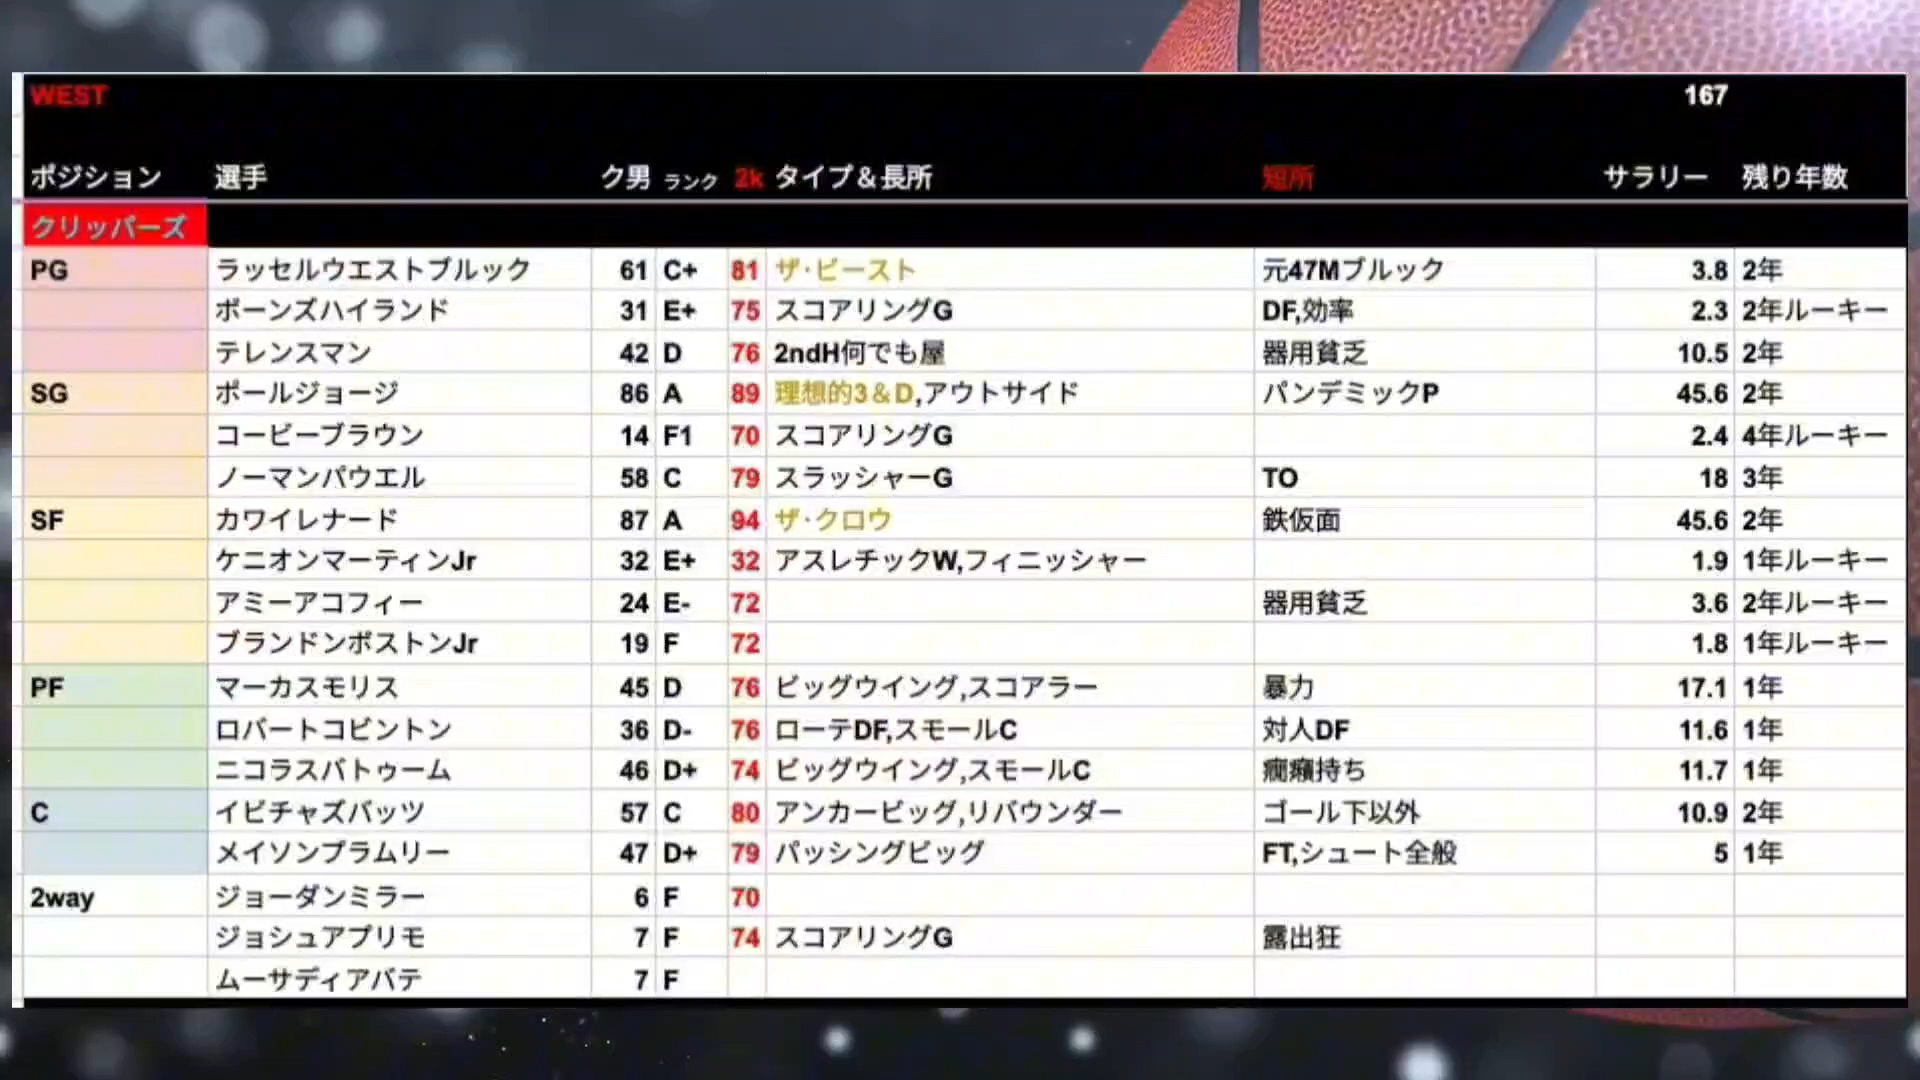 WEST 167
ポジション 選手 ク男 ランク 2k タイプ＆長所 短所 サラリー 残り年数
クリッパーズ
PG ラッセルウエストブルック 61 C+ 81 ザ・ビースト 元47Mブルック 3.8 2年
ボーンズハイランド 31 E+ 75 スコアリングG DF,効率 2.3 2年ルーキー
テレンスマン 42 D 76 2ndH何でも屋 器用貧乏 10.5 2年
SG ポールジョージ 86 A 89 理想的3＆D,アウトサイド パンデミックP 45.6 2年
コービーブラウン 14 F1 70 スコアリングG 2.4 4年ルーキー
ノーマンパウエル 58 C 79 スラッシャーG TO 18 3年
SF カワイレナード 87 A 94 ザ・クロウ 鉄仮面 45.6 2年
ケニオンマーティンJr 32 E+ 32 アスレチックW,フィニッシャー 1.9 1年ルーキー
アミーアコフィー 24 E- 72 器用貧乏 3.6 2年ルーキー
ブランドンボストンJr 19 F 72 1.8 1年ルーキー
PF マーカスモリス 45 D 76 ビッグウイング,スコアラー 暴力 17.1 1年
ロバートコビントン 36 D- 76 ローテDF,スモールC 対人DF 11.6 1年
ニコラスバトゥーム 46 D+ 74 ビッグウイング,スモールC 癇癪持ち 11.7 1年
C イビチャズバッツ 57 C 80 アンカービッグ,リバウンダー ゴール下以外 10.9 2年
メイソンプラムリー 47 D+ 79 パッシングビッグ FT,シュート全般 5 1年
2way ジョーダンミラー 6 F 70
ジョシュアプリモ 7 F 74 スコアリングG 露出狂
ムーサディアバテ 7 F